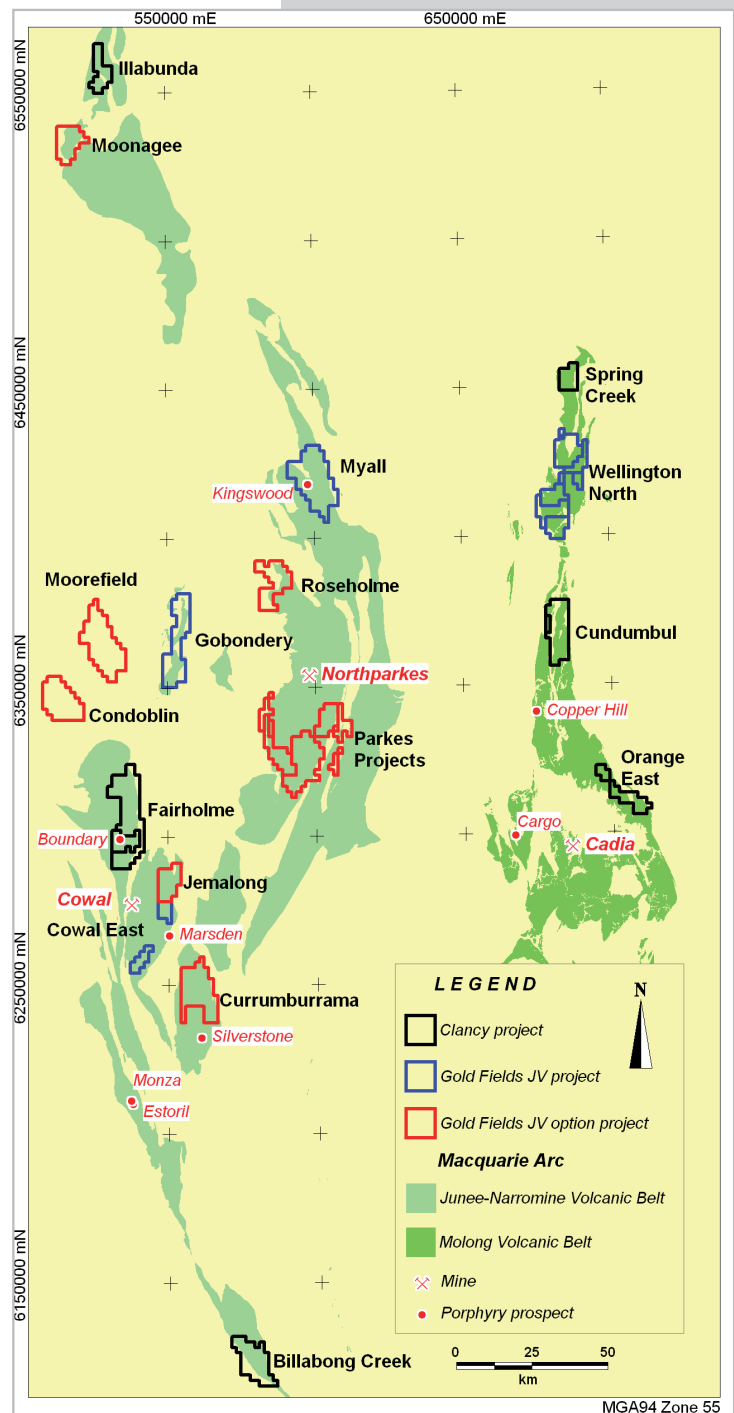 550000 mE
650000 mE
6550000 mN
Illabunda
Moonagee
6450000 mN
Spring
Creek
Myall
Kingswood
Wellington
North
Moorefield
Roseholme
Gobondery
Cundumbul
6350000 mN
Northparkes
Condoblin
Copper Hill
Parkes
Projects
Orange
East
Fairholme
Boundary
Cargo
Cadia
Jemalong
Cowal
Cowal East
Marsden
6250000 mN
Currumburrama
Silverstone
Monza
Estoril
LEGEND
N
Clancy project
Gold Fields JV project
Gold Fields JV option project
Macquarie Arc
Junee-Narromine Volcanic Belt
Molong Volcanic Belt
Mine
Porphyry prospect
6150000 mN
Billabong Creek
0 25 50
km
MGA94 Zone 55